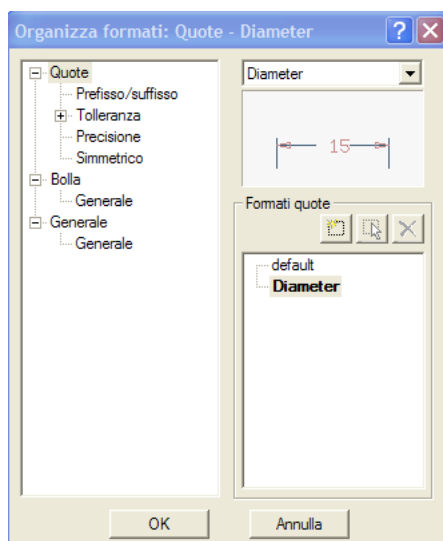 Organizza formati: Quote - Diameter
Quote
Prefisso/suffisso
Tolleranza
Precisione
Simmetrico
Bolla
Generale
Generale
Generale
Diameter
15
Formati quote
default
Diameter
OK
Annulla